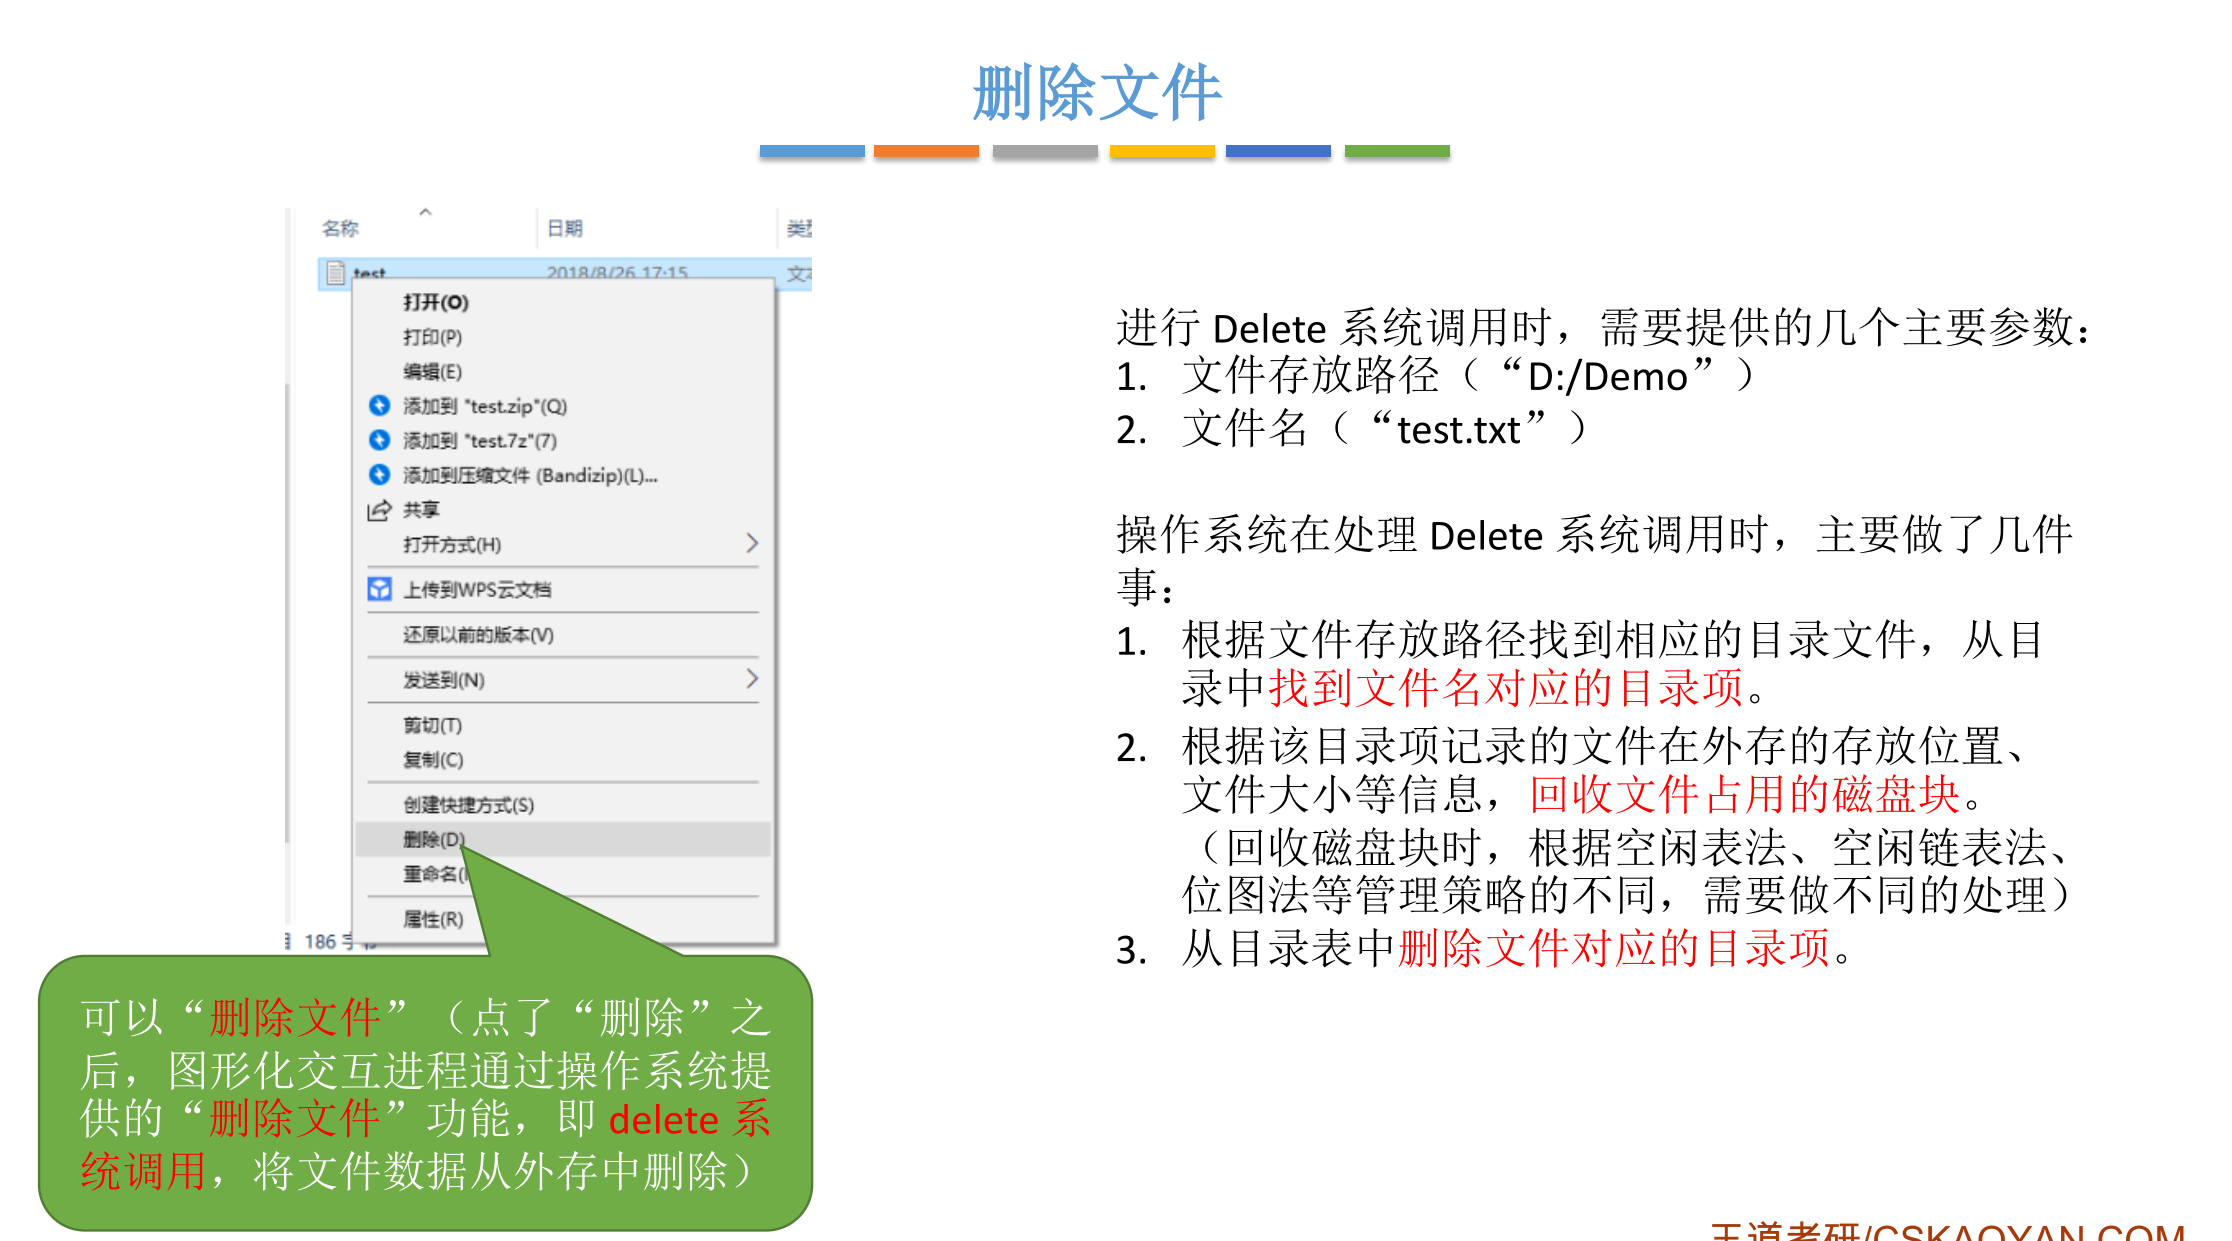 删除文件
名称 日期
test 2018/8/26 17:15
打开(O)
打印(P)
编辑(E)
添加到 "test.zip"(Q)
添加到 "test.7z"(7)
添加到压缩文件 (Bandizip)(L)...
共享
打开方式(H)
上传到WPS云文档
还原以前的版本(V)
发送到(N)
剪切(T)
复制(C)
创建快捷方式(S)
删除(D)
重命名(
属性(R)
186
可以“删除文件”（点了“删除”之
后，图形化交互进程通过操作系统提
供的“删除文件”功能，即 delete 系
统调用，将文件数据从外存中删除）
进行 Delete 系统调用时，需要提供的几个主要参数：
1. 文件存放路径（“D:/Demo”）
2. 文件名（“test.txt”）
操作系统在处理 Delete 系统调用时，主要做了几件
事：
1. 根据文件存放路径找到相应的目录文件，从目
录中找到文件名对应的目录项。
2. 根据该目录项记录的文件在外存的存放位置、
文件大小等信息，回收文件占用的磁盘块。
（回收磁盘块时，根据空闲表法、空闲链表法、
位图法等管理策略的不同，需要做不同的处理）
3. 从目录表中删除文件对应的目录项。
王道考研/CSKAOYAN.COM